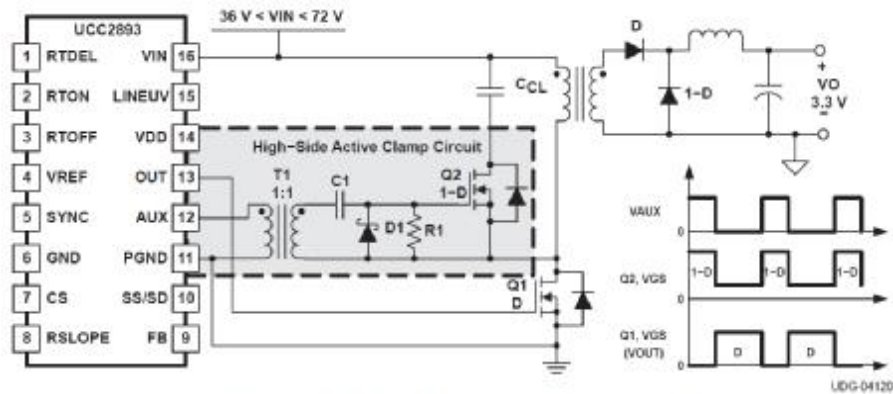 36 V < VIN < 72 V
UCC2893
1 RTDEL VIN 16
2 RTON LINEUV 15
3 RTOFF VDD 14
4 VREF OUT 13
5 SYNC AUX 12
6 GND PGND 11
7 CS SS/SD 10
8 RSLOPE FB 9
High-Side Active Clamp Circuit
T1
1:1
C1
D1
R1
Q2
1-D
CCL
Q1
D
D
1-D
+
VO
3.3 V
-
VAUX
0
Q2, VGS
1-D 1-D 1-D
0
Q1, VGS
(VOUT)
D D
0
UDG-04120